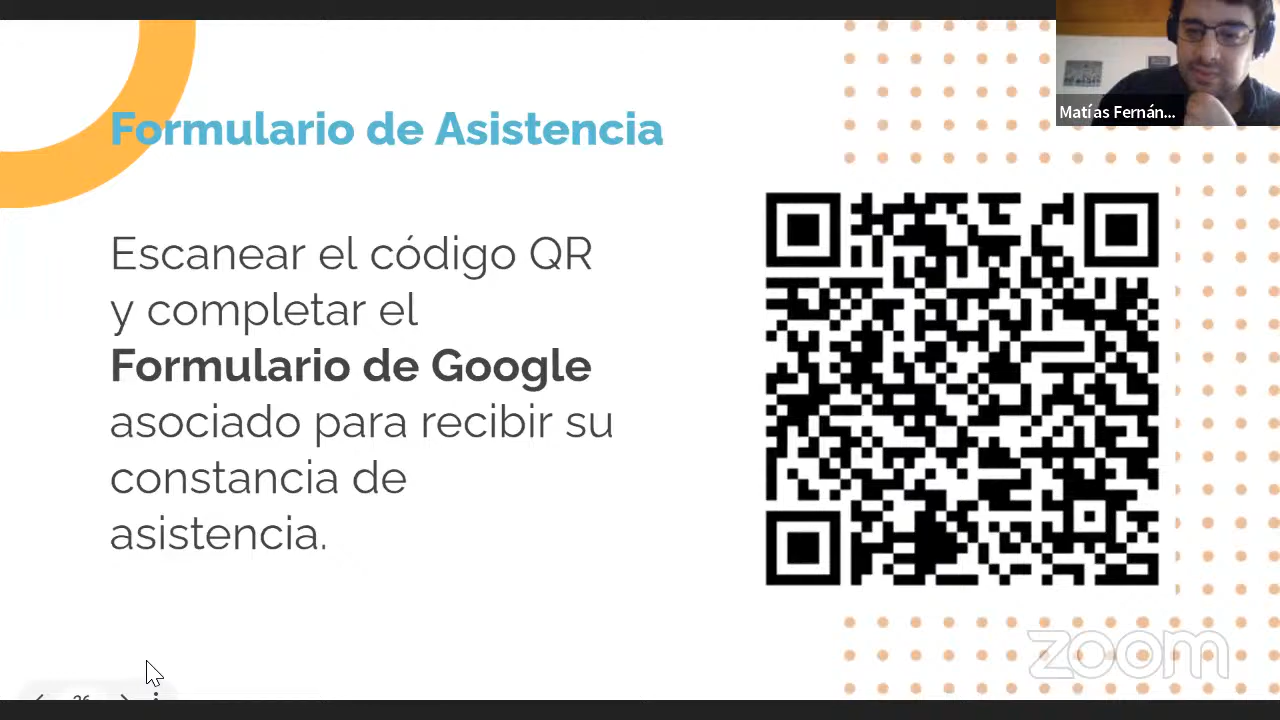 Matías Fernán...
Formulario de Asistencia
Escanear el código QR
y completar el
Formulario de Google
asociado para recibir su
constancia de
asistencia.
zoom